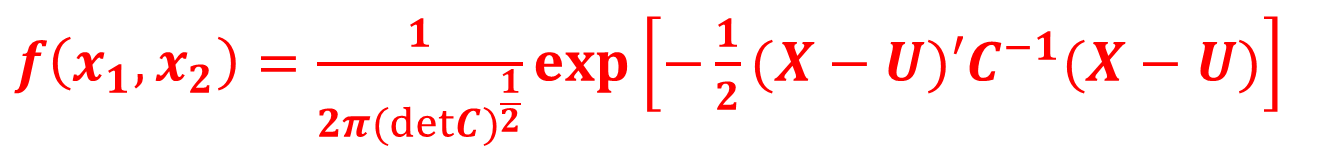 f(x₁, x₂) = 1/(2π(detC)^(1/2)) exp[−1/2 (X − U)′C⁻¹(X − U)]